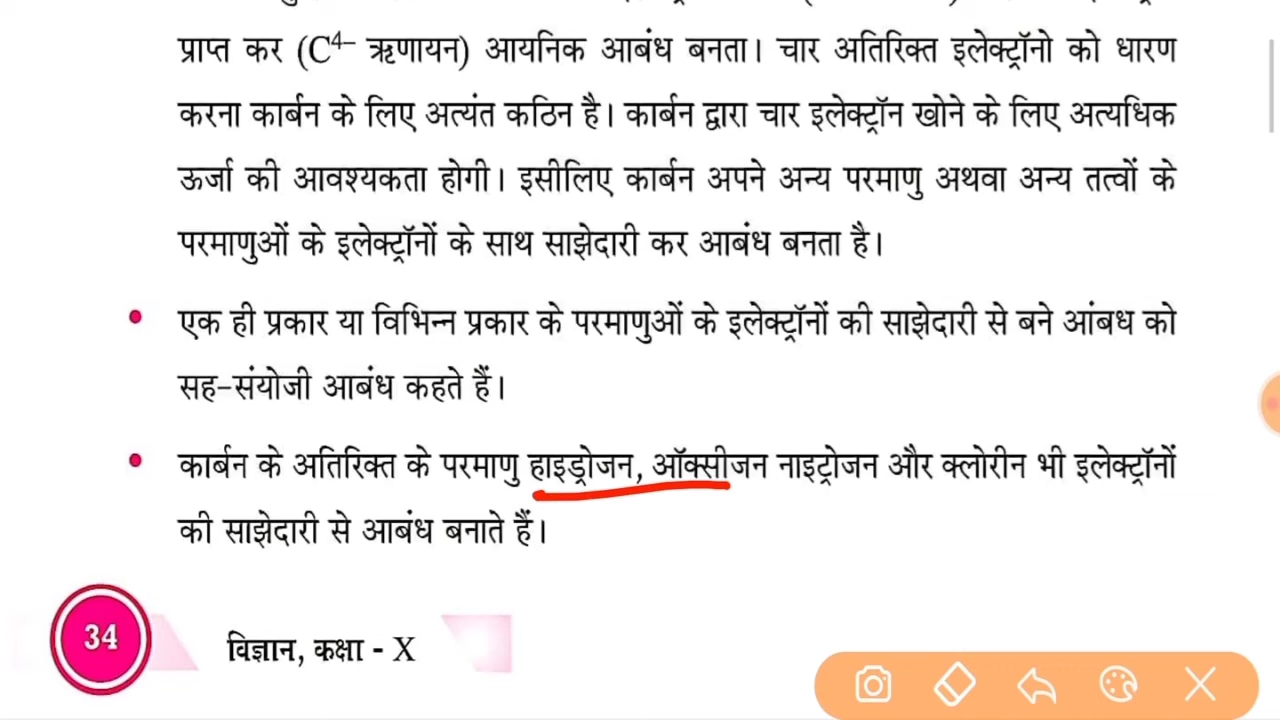 प्राप्त कर (C⁴⁻ ऋणायन) आयनिक आबंध बनता। चार अतिरिक्त इलेक्ट्रॉनो को धारण
करना कार्बन के लिए अत्यंत कठिन है। कार्बन द्वारा चार इलेक्ट्रॉन खोने के लिए अत्यधिक
ऊर्जा की आवश्यकता होगी। इसीलिए कार्बन अपने अन्य परमाणु अथवा अन्य तत्वों के
परमाणुओं के इलेक्ट्रॉनों के साथ साझेदारी कर आबंध बनता है।
• एक ही प्रकार या विभिन्न प्रकार के परमाणुओं के इलेक्ट्रॉनों की साझेदारी से बने आंबध को
सह-संयोजी आबंध कहते हैं।
• कार्बन के अतिरिक्त के परमाणु हाइड्रोजन, ऑक्सीजन नाइट्रोजन और क्लोरीन भी इलेक्ट्रॉनों
की साझेदारी से आबंध बनाते हैं।
34
विज्ञान, कक्षा - X